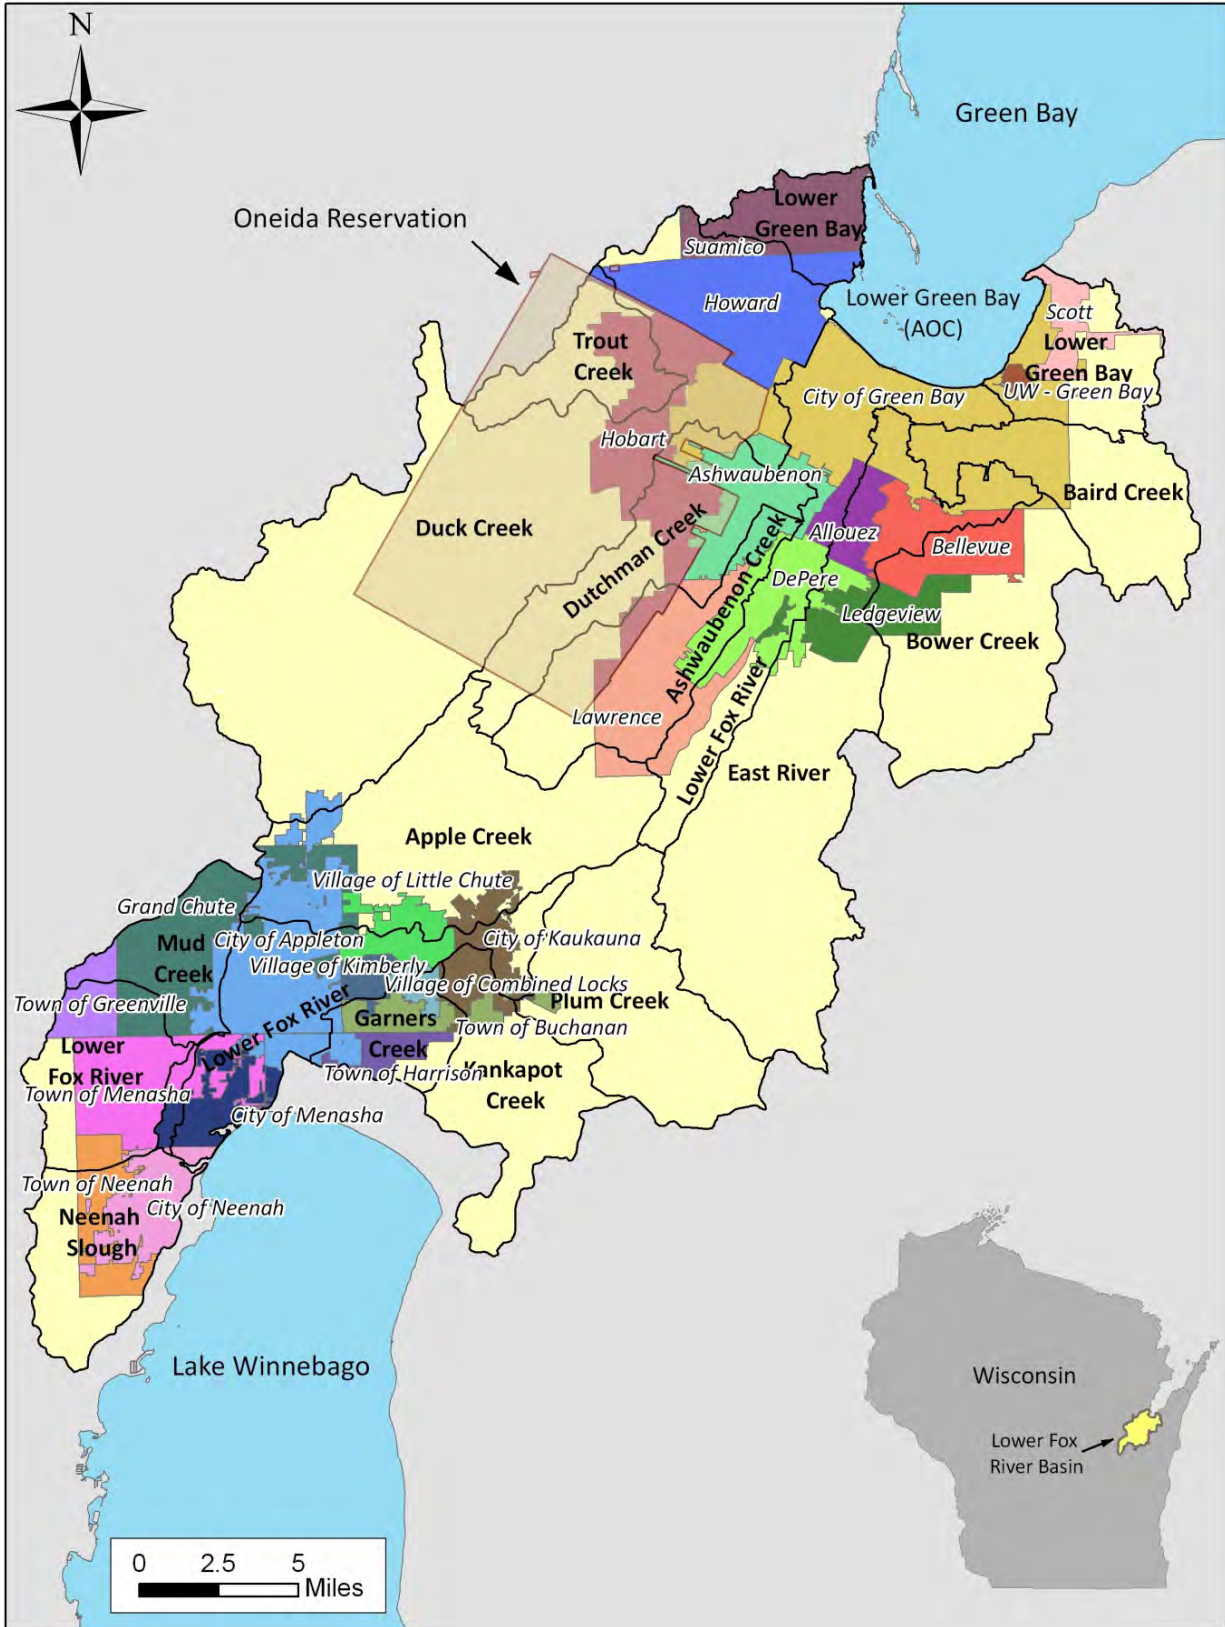 N
Green Bay
Oneida Reservation
Lower
Green Bay
Suamico
Howard
Lower Green Bay
(AOC)
Scott
Lower
Green Bay
UW - Green Bay
Trout
Creek
City of Green Bay
Hobart
Ashwaubenon
Baird Creek
Duck Creek
Dutchman Creek
Allouez
Bellevue
Ashwaubenon Creek
DePere
Ledgeview
Bower Creek
Lawrence
Lower Fox River
East River
Apple Creek
Village of Little Chute
Grand Chute
Mud
Creek
City of Appleton
City of Kaukauna
Village of Kimberly
Village of Combined Locks
Town of Greenville
Plum Creek
Lower Fox River
Garners
Creek
Town of Buchanan
Lower
Fox River
Town of Harrison
Kankapot
Creek
Town of Menasha
City of Menasha
Town of Neenah
City of Neenah
Neenah
Slough
Lake Winnebago
Wisconsin
Lower Fox
River Basin
0 2.5 5
Miles